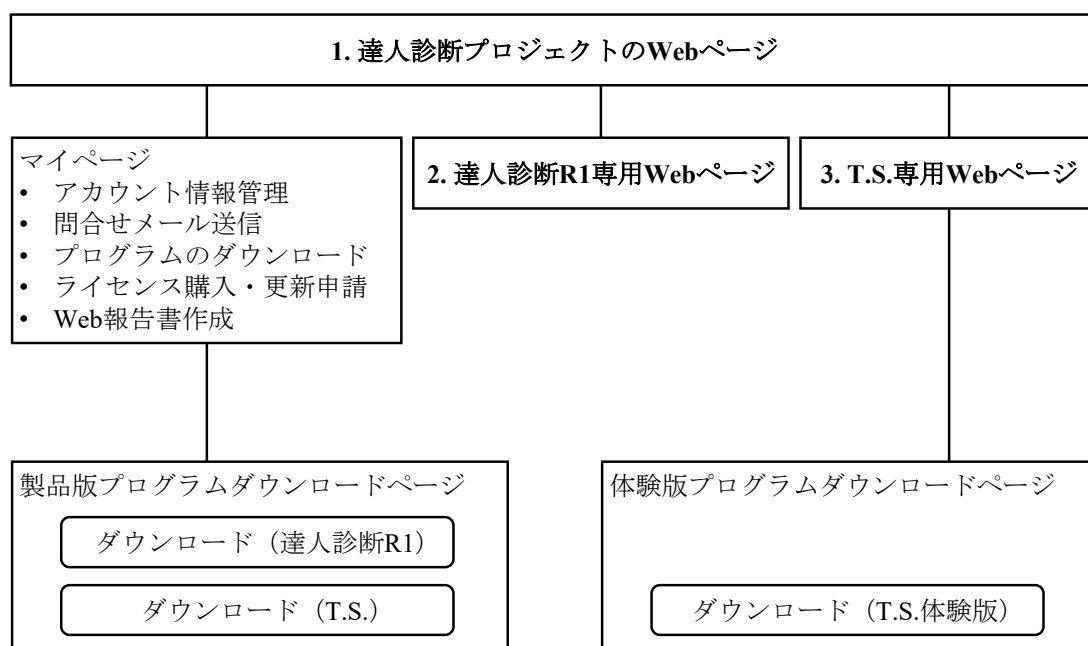 1. 達人診断プロジェクトのWebページ
マイページ
• アカウント情報管理
• 問合せメール送信
• プログラムのダウンロード
• ライセンス購入・更新申請
• Web報告書作成
2. 達人診断R1専用Webページ
3. T.S.専用Webページ
製品版プログラムダウンロードページ
ダウンロード（達人診断R1）
ダウンロード（T.S.）
体験版プログラムダウンロードページ
ダウンロード（T.S.体験版）